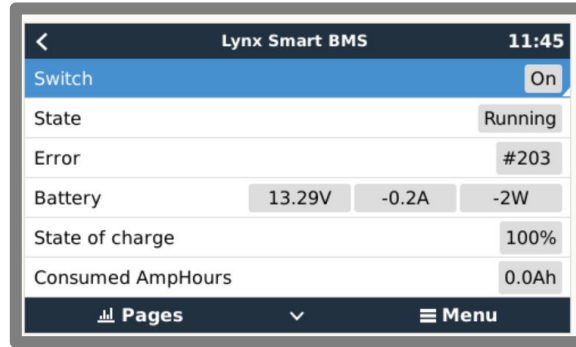 Lynx Smart BMS 11:45
Switch On
State Running
Error #203
Battery 13.29V -0.2A -2W
State of charge 100%
Consumed AmpHours 0.0Ah
Pages Menu